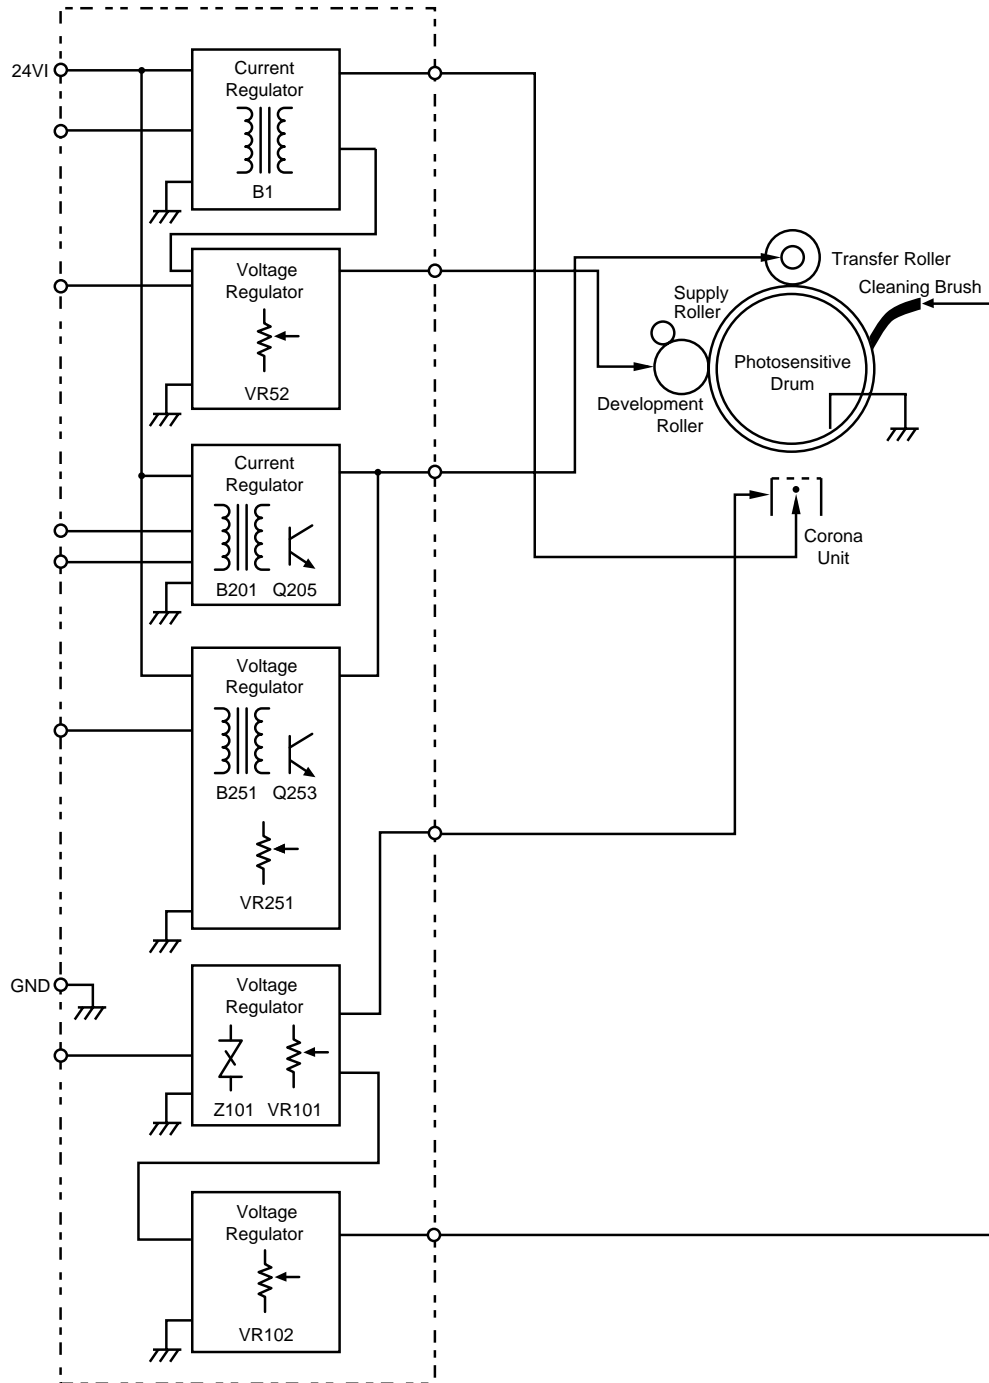 24VI
Current
Regulator
B1
Voltage
Regulator
VR52
Transfer Roller
Cleaning Brush
Supply
Roller
Photosensitive
Drum
Development
Roller
Current
Regulator
B201 Q205
Corona
Unit
Voltage
Regulator
B251 Q253
VR251
GND
Voltage
Regulator
Z101 VR101
Voltage
Regulator
VR102